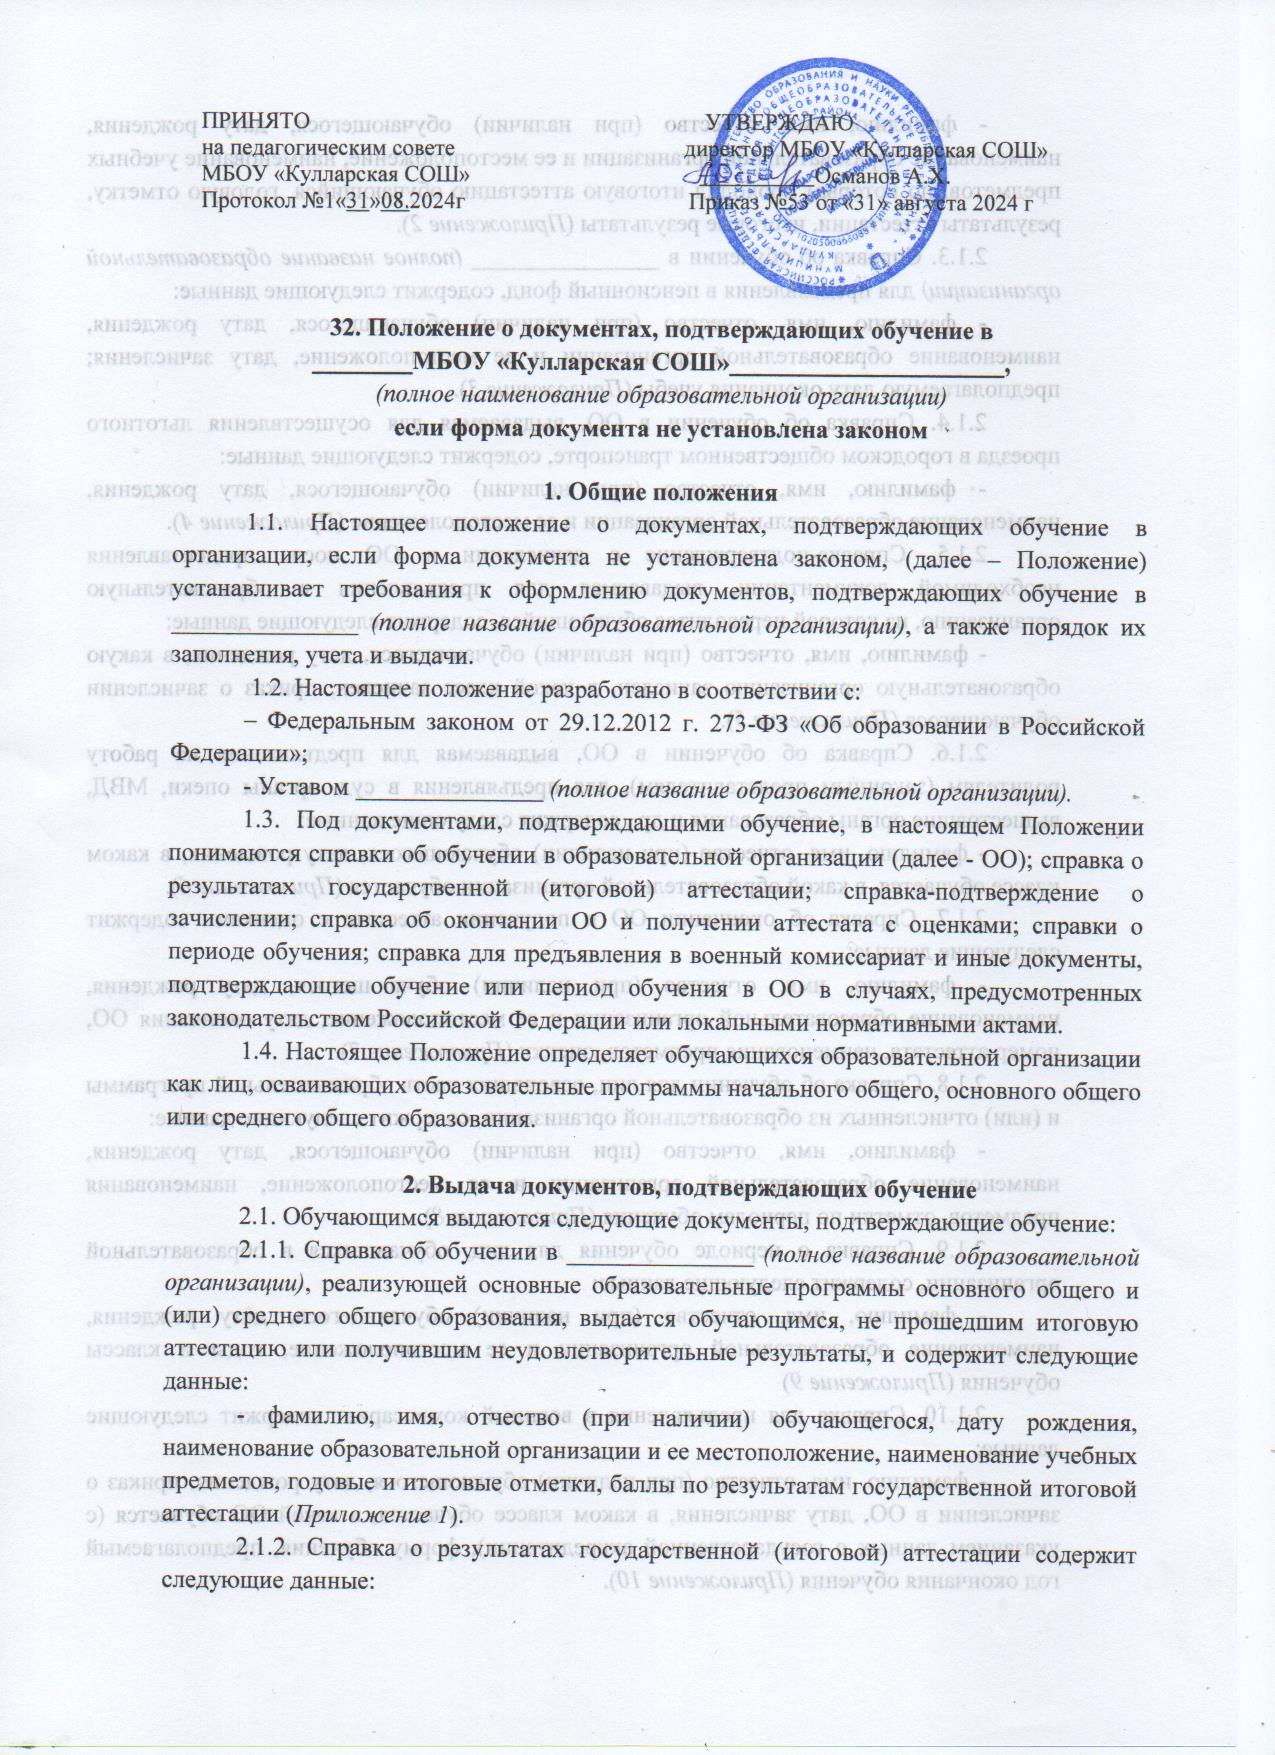 ПРИНЯТО
на педагогическим совете
МБОУ «Кулларская СОШ»
Протокол №1«31»08.2024г
УТВЕРЖДАЮ
директор МБОУ «Кулларская СОШ»
__________Османов А.Х.
Приказ №53 от «31» августа 2024 г
32. Положение о документах, подтверждающих обучение в
________МБОУ «Кулларская СОШ»______________________,
(полное наименование образовательной организации)
если форма документа не установлена законом
1. Общие положения
1.1. Настоящее положение о документах, подтверждающих обучение в
организации, если форма документа не установлена законом, (далее – Положение)
устанавливает требования к оформлению документов, подтверждающих обучение в
_______________ (полное название образовательной организации), а также порядок их
заполнения, учета и выдачи.
1.2. Настоящее положение разработано в соответствии с:
– Федеральным законом от 29.12.2012 г. 273-ФЗ «Об образовании в Российской
Федерации»;
- Уставом _______________ (полное название образовательной организации).
1.3. Под документами, подтверждающими обучение, в настоящем Положении
понимаются справки об обучении в образовательной организации (далее - ОО); справка о
результатах государственной (итоговой) аттестации; справка-подтверждение о
зачислении; справка об окончании ОО и получении аттестата с оценками; справки о
периоде обучения; справка для предъявления в военный комиссариат и иные документы,
подтверждающие обучение или период обучения в ОО в случаях, предусмотренных
законодательством Российской Федерации или локальными нормативными актами.
1.4. Настоящее Положение определяет обучающихся образовательной организации
как лиц, осваивающих образовательные программы начального общего, основного общего
или среднего общего образования.
2. Выдача документов, подтверждающих обучение
2.1. Обучающимся выдаются следующие документы, подтверждающие обучение:
2.1.1. Справка об обучении в _______________ (полное название образовательной
организации), реализующей основные образовательные программы основного общего и
(или) среднего общего образования, выдается обучающимся, не прошедшим итоговую
аттестацию или получившим неудовлетворительные результаты, и содержит следующие
данные:
- фамилию, имя, отчество (при наличии) обучающегося, дату рождения,
наименование образовательной организации и ее местоположение, наименование учебных
предметов, годовые и итоговые отметки, баллы по результатам государственной итоговой
аттестации (Приложение 1).
2.1.2. Справка о результатах государственной (итоговой) аттестации содержит
следующие данные: